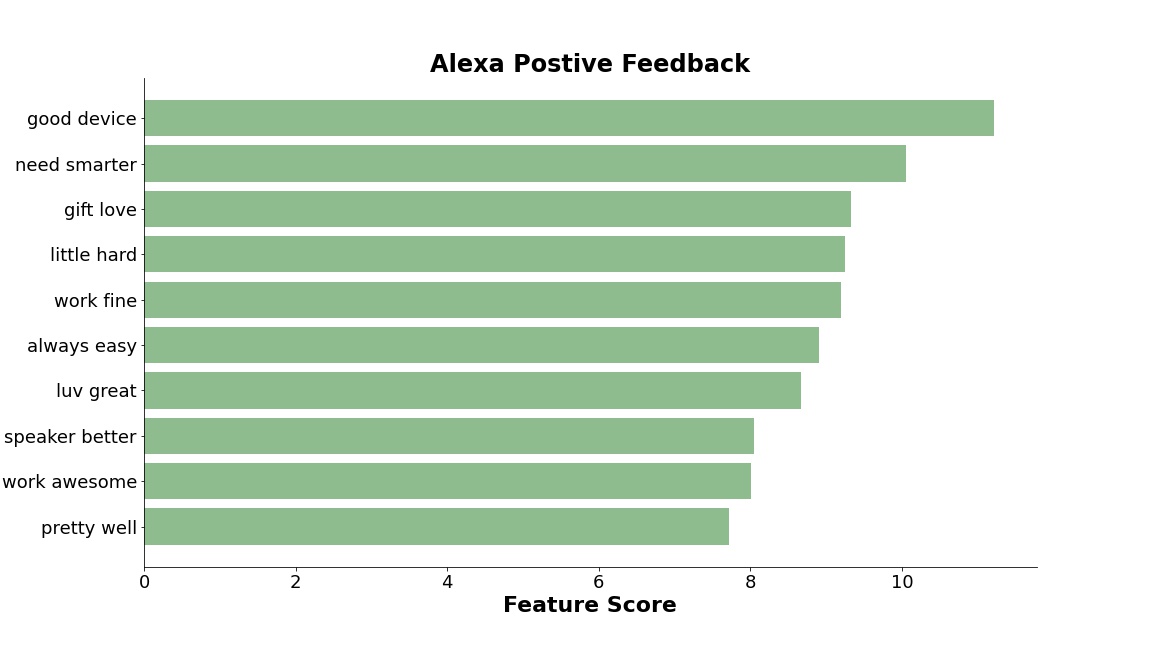 Alexa Postive Feedback
good device
need smarter
gift love
little hard
work fine
always easy
luv great
speaker better
work awesome
pretty well
0 2 4 6 8 10
Feature Score